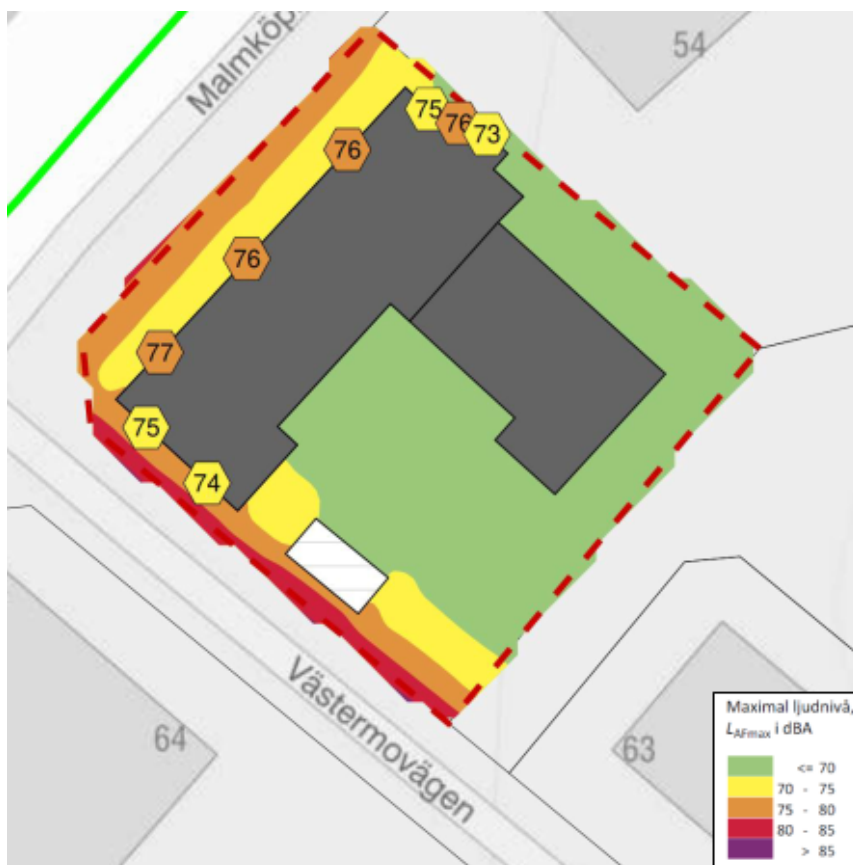 54
Malmköp
75
76
73
76
76
77
75
74
Västermovägen
64
63
Maximal ljudnivå,
LAFmax i dBA
<= 70
70 - 75
75 - 80
80 - 85
> 85